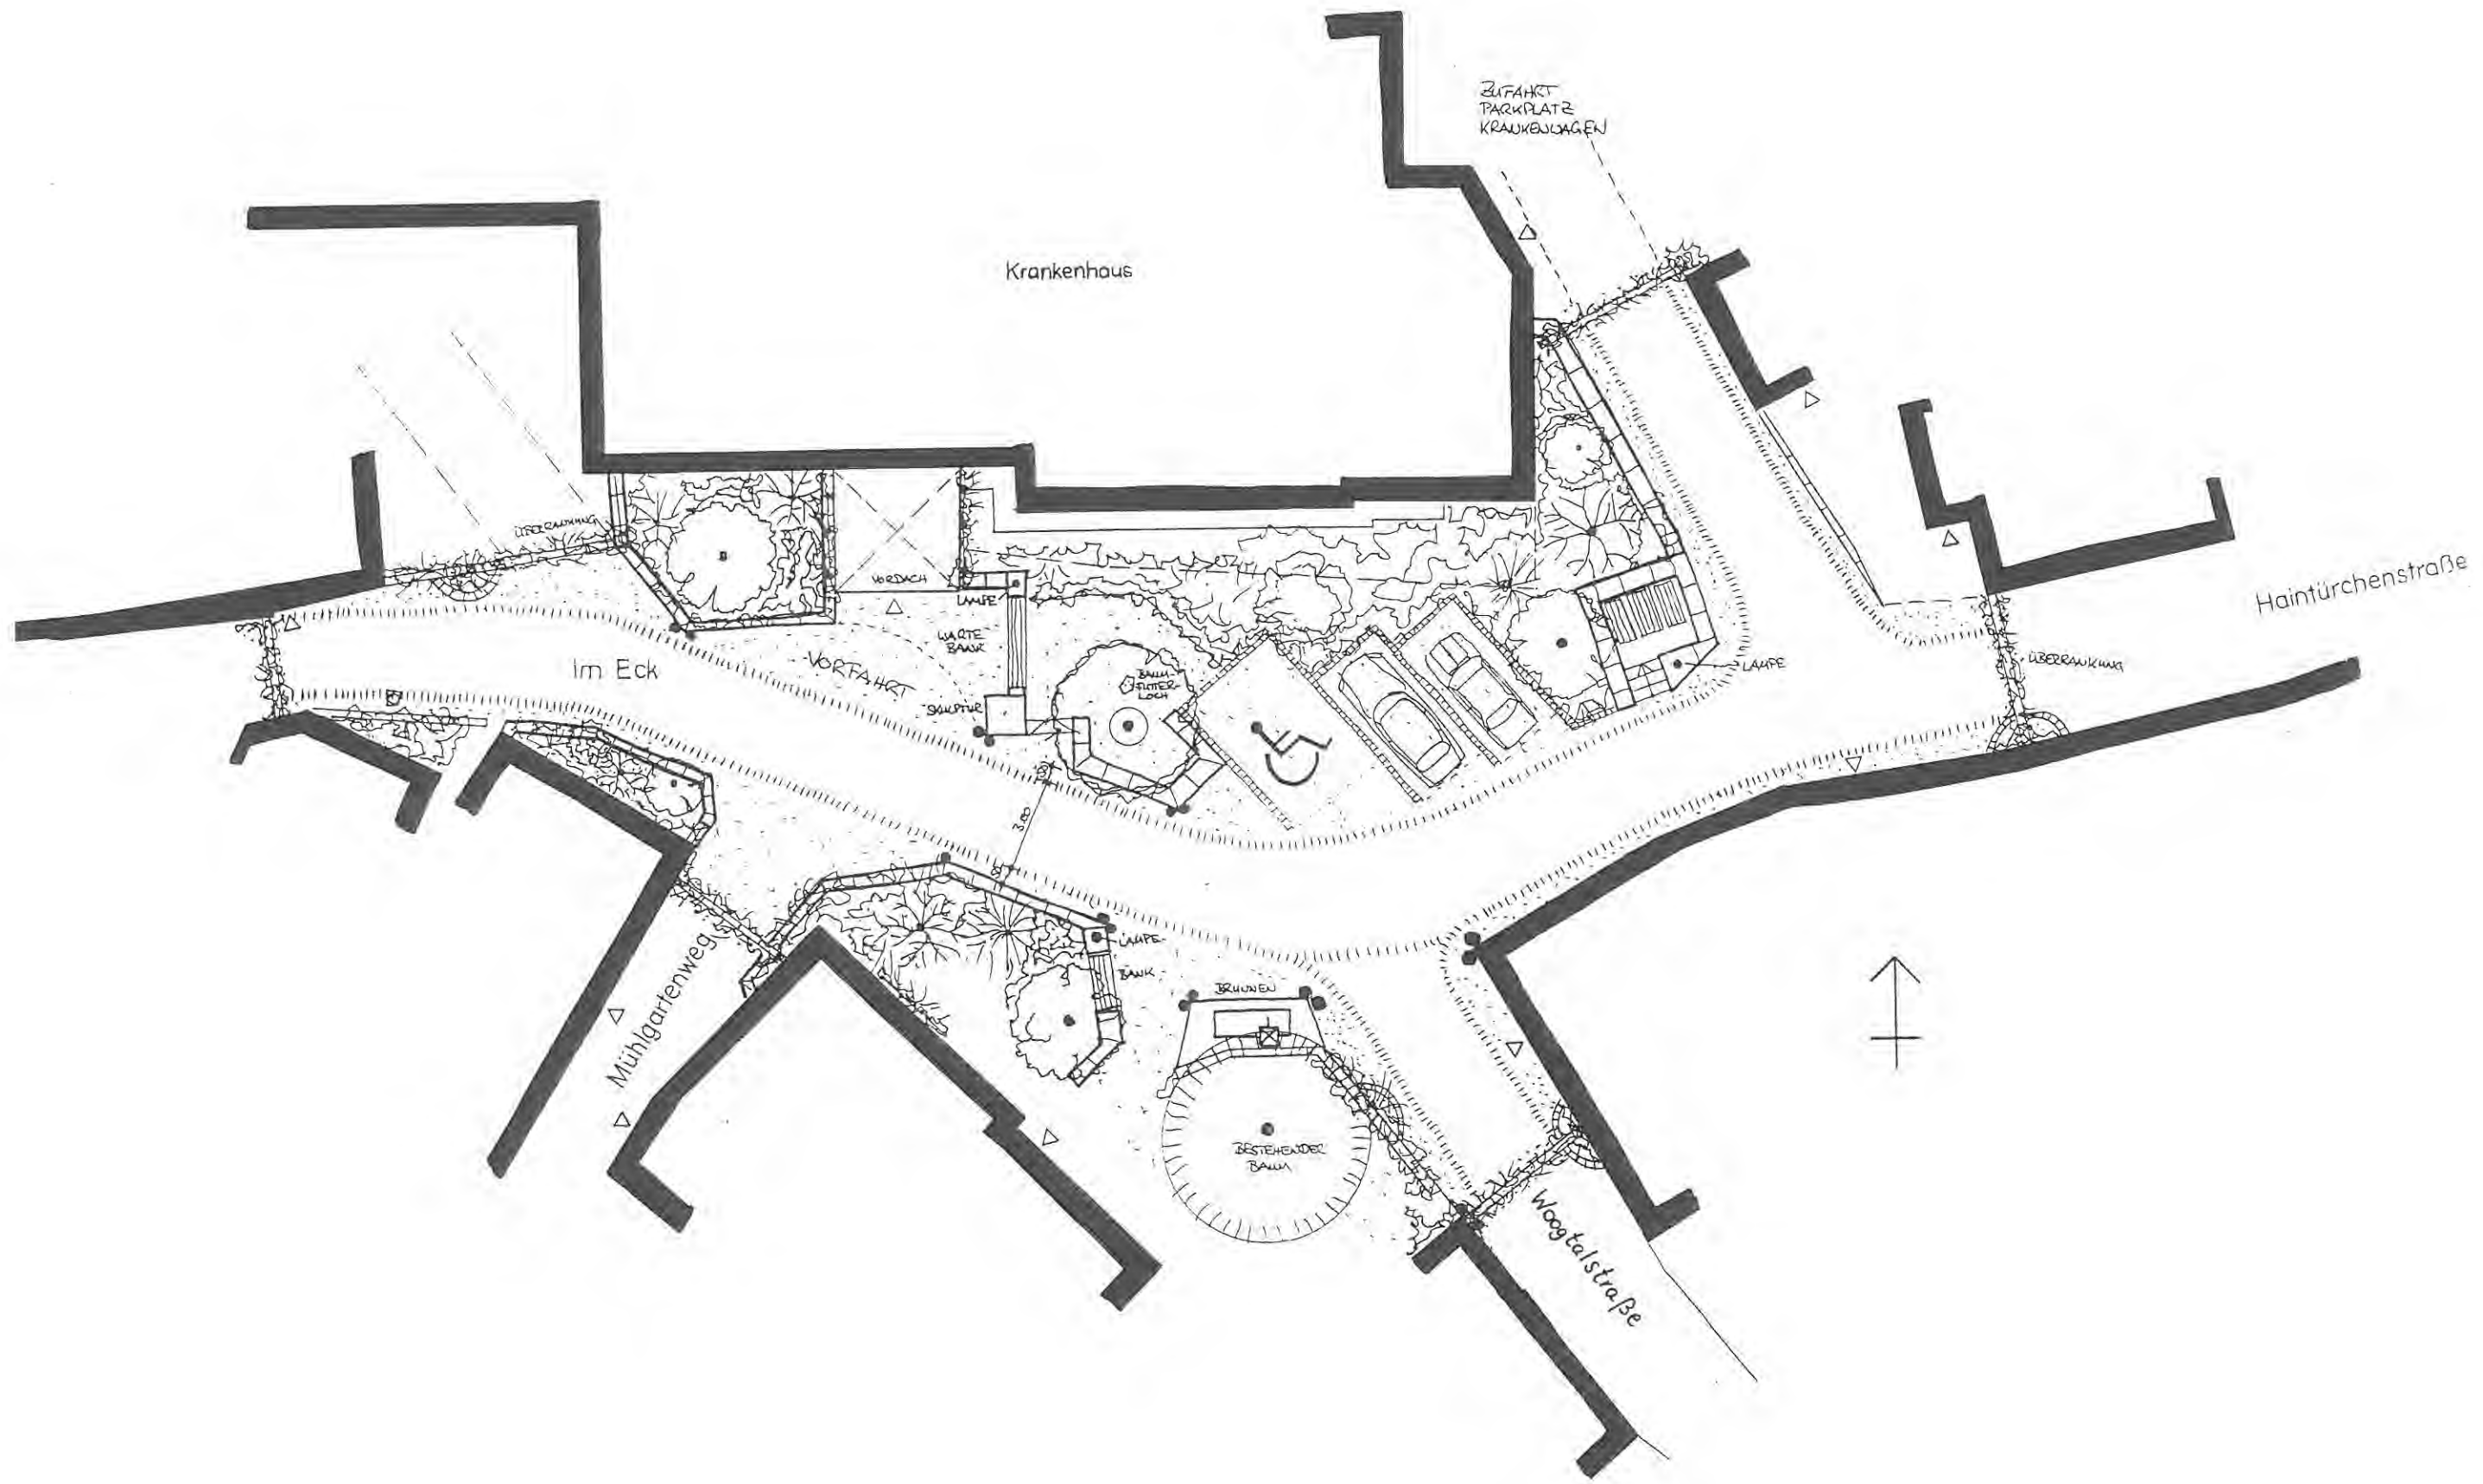 ZUFAHRT
PARKPLATZ
KRANKENWAGEN
Krankenhaus
ÜBERRANKUNG
VORDACH
LAMPE
WARTE
BANK
SKULPTUR
VORFAHRT
Im Eck
BAUM-
LOCH
LAMPE
ÜBERRANKUNG
Haintürchenstraße
3.00
LAMPE
BANK
BRUNNEN
BESTEHENDER
BAUM
Mühlgartenweg
Woogtalstraße